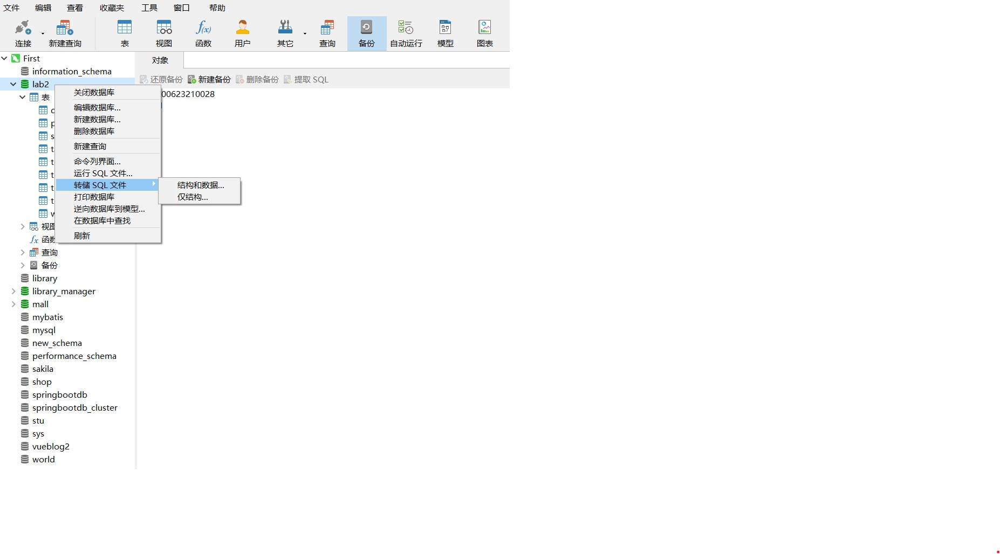 文件 编辑 查看 收藏夹 工具 窗口 帮助
连接 新建查询 表 视图 函数 用户 其它 查询 备份 自动运行 模型 图表
First
information_schema
lab2
表
视图
函数
查询
备份
library
library_manager
mall
mybatis
mysql
new_schema
performance_schema
sakila
shop
springbootdb
springbootdb_cluster
stu
sys
vueblog2
world
对象
还原备份 新建备份 删除备份 提取 SQL
00623210028
关闭数据库
编辑数据库...
新建数据库...
删除数据库
新建查询
命令列界面...
运行 SQL 文件...
转储 SQL 文件
打印数据库
逆向数据库到模型...
在数据库中查找
刷新
结构和数据...
仅结构...